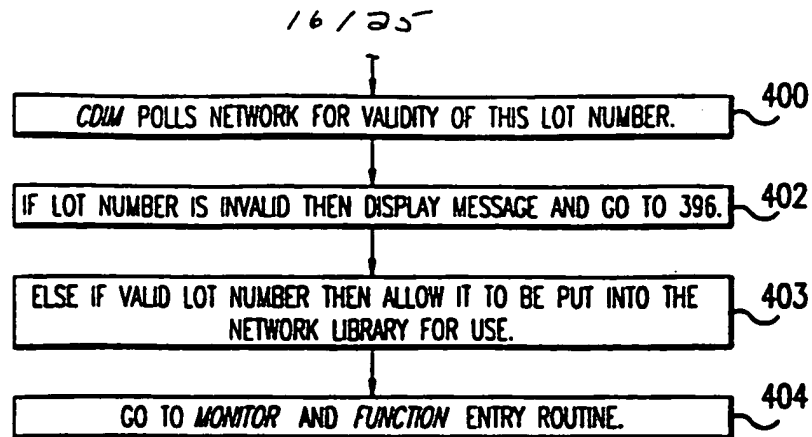 16/25
CDIM POLLS NETWORK FOR VALIDITY OF THIS LOT NUMBER.
400
IF LOT NUMBER IS INVALID THEN DISPLAY MESSAGE AND GO TO 396.
402
ELSE IF VALID LOT NUMBER THEN ALLOW IT TO BE PUT INTO THE
NETWORK LIBRARY FOR USE.
403
GO TO MONITOR AND FUNCTION ENTRY ROUTINE.
404